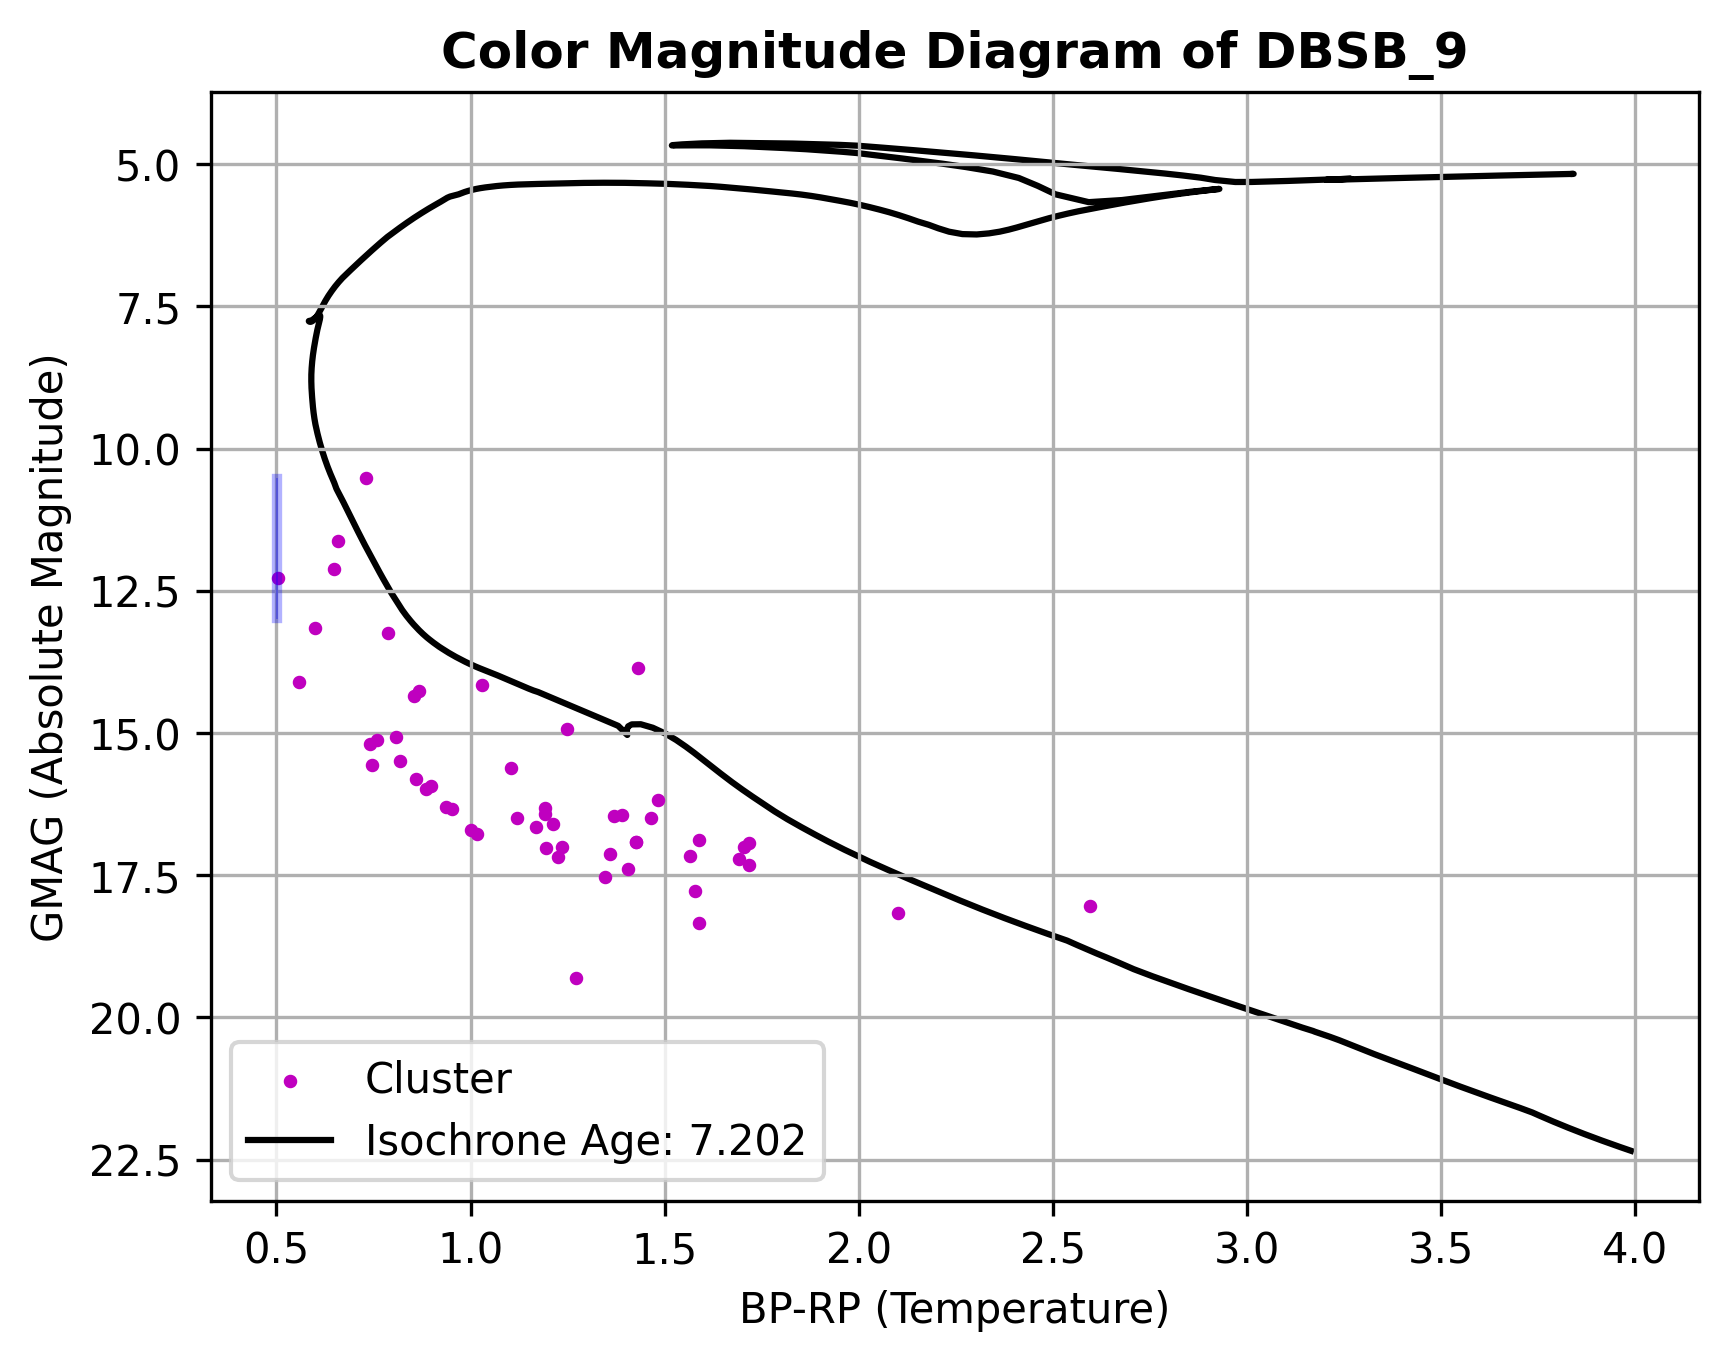 Color Magnitude Diagram of DBSB_9
GMAG (Absolute Magnitude)
5.0
7.5
10.0
12.5
15.0
17.5
20.0
22.5
Cluster
Isochrone Age: 7.202
0.5 1.0 1.5 2.0 2.5 3.0 3.5 4.0
BP-RP (Temperature)